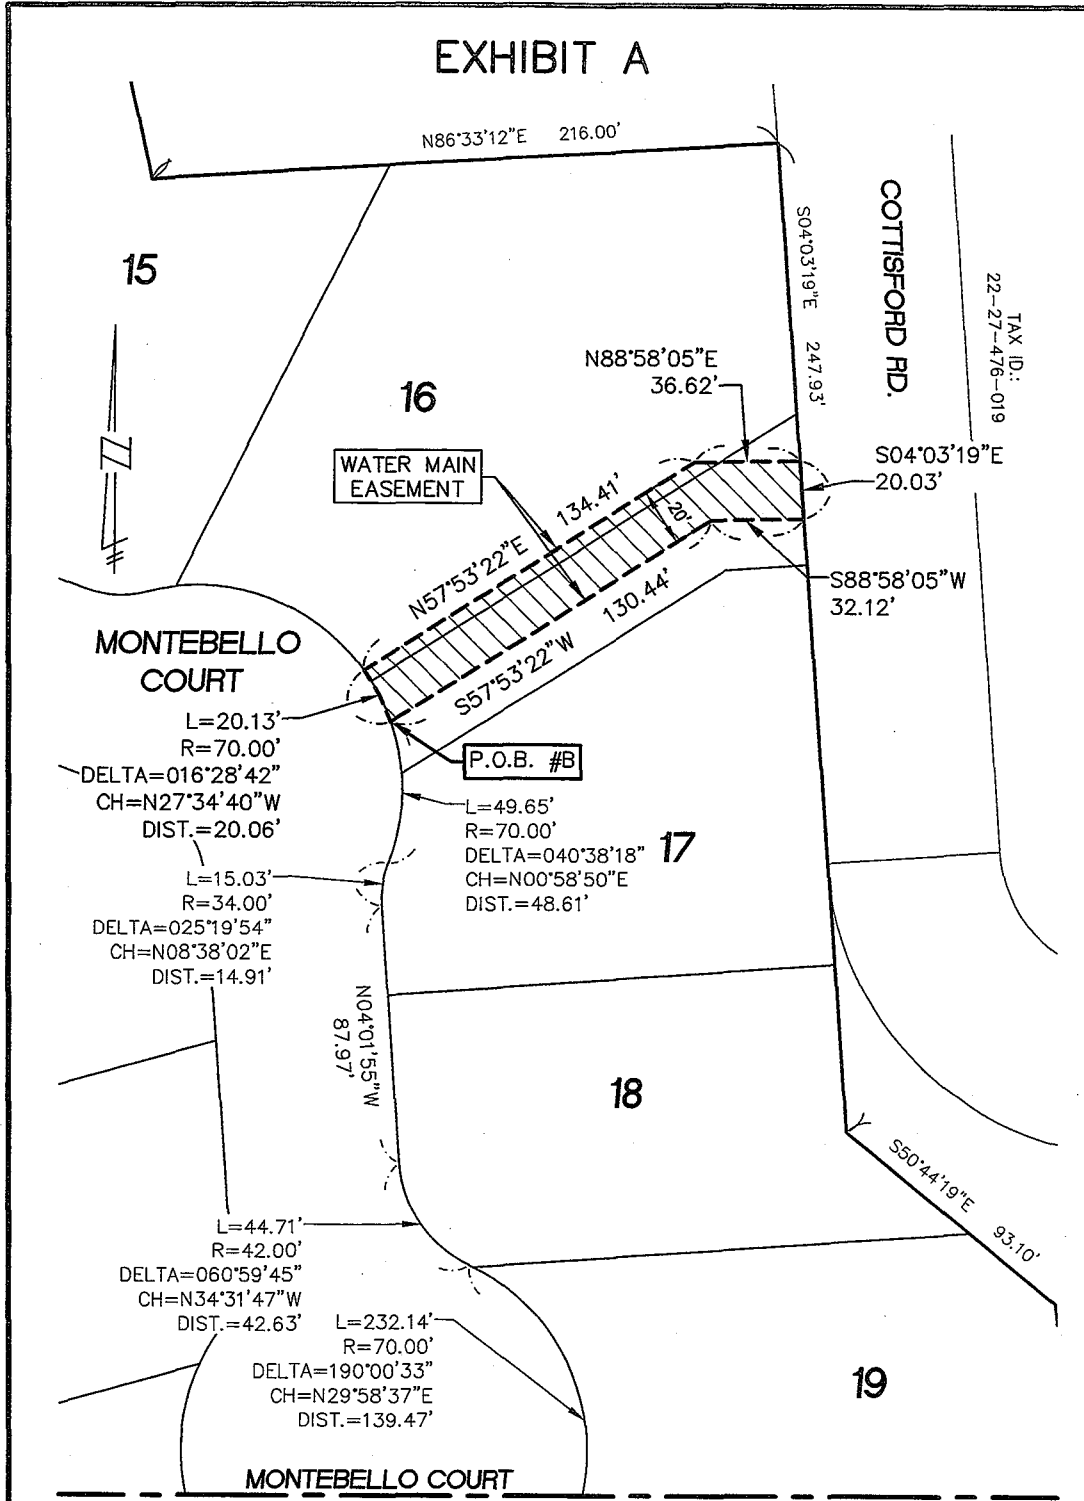 EXHIBIT A
N86°33'12"E 216.00'
15
S04°03'19"E 247.93'
COTTISFORD RD.
TAX ID.:
22-27-476-019
N88°58'05"E
36.62'
16
WATER MAIN
EASEMENT
134.41'
N57°53'22"E
20'
S04°03'19"E
20.03'
S88°58'05"W
32.12'
130.44'
S57°53'22"W
MONTEBELLO
COURT
L=20.13'
R=70.00'
DELTA=016°28'42"
CH=N27°34'40"W
DIST.=20.06'
P.O.B. #B
L=49.65'
R=70.00'
DELTA=040°38'18"
CH=N00°58'50"E
DIST.=48.61'
17
L=15.03'
R=34.00'
DELTA=025°19'54"
CH=N08°38'02"E
DIST.=14.91'
N04°01'55"W
87.97'
18
S50°44'19"E 93.10'
L=44.71'
R=42.00'
DELTA=060°59'45"
CH=N34°31'47"W
DIST.=42.63'
L=232.14'
R=70.00'
DELTA=190°00'33"
CH=N29°58'37"E
DIST.=139.47'
19
MONTEBELLO COURT